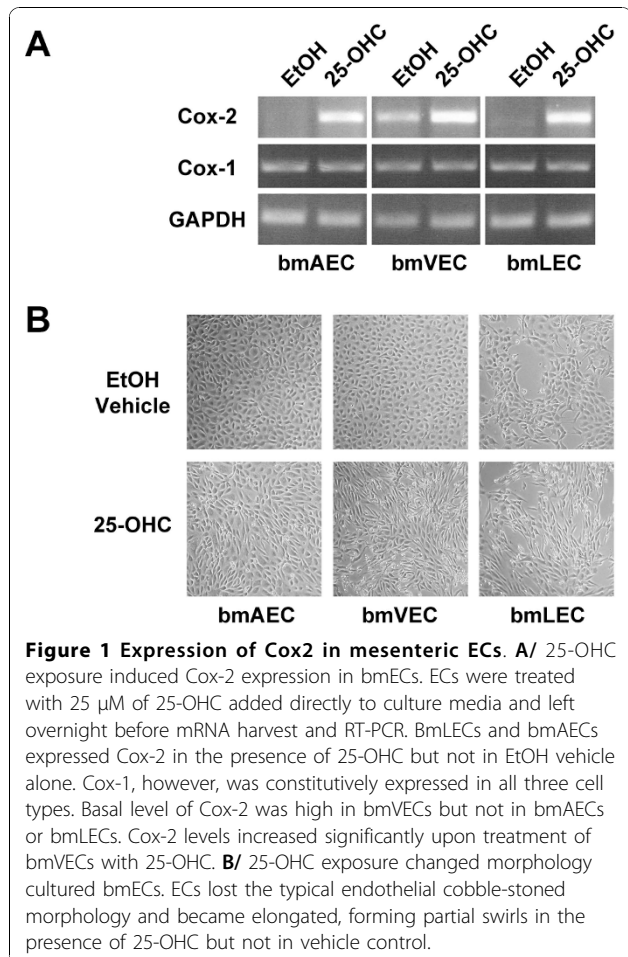 A
EtOH 25-OHC EtOH 25-OHC EtOH 25-OHC
Cox-2
Cox-1
GAPDH
bmAEC bmVEC bmLEC
B
EtOH
Vehicle
25-OHC
bmAEC bmVEC bmLEC
Figure 1 Expression of Cox2 in mesenteric ECs. A/ 25-OHC
exposure induced Cox-2 expression in bmECs. ECs were treated
with 25 μM of 25-OHC added directly to culture media and left
overnight before mRNA harvest and RT-PCR. BmLECs and bmAECs
expressed Cox-2 in the presence of 25-OHC but not in EtOH vehicle
alone. Cox-1, however, was constitutively expressed in all three cell
types. Basal level of Cox-2 was high in bmVECs but not in bmAECs
or bmLECs. Cox-2 levels increased significantly upon treatment of
bmVECs with 25-OHC. B/ 25-OHC exposure changed morphology
cultured bmECs. ECs lost the typical endothelial cobble-stoned
morphology and became elongated, forming partial swirls in the
presence of 25-OHC but not in vehicle control.